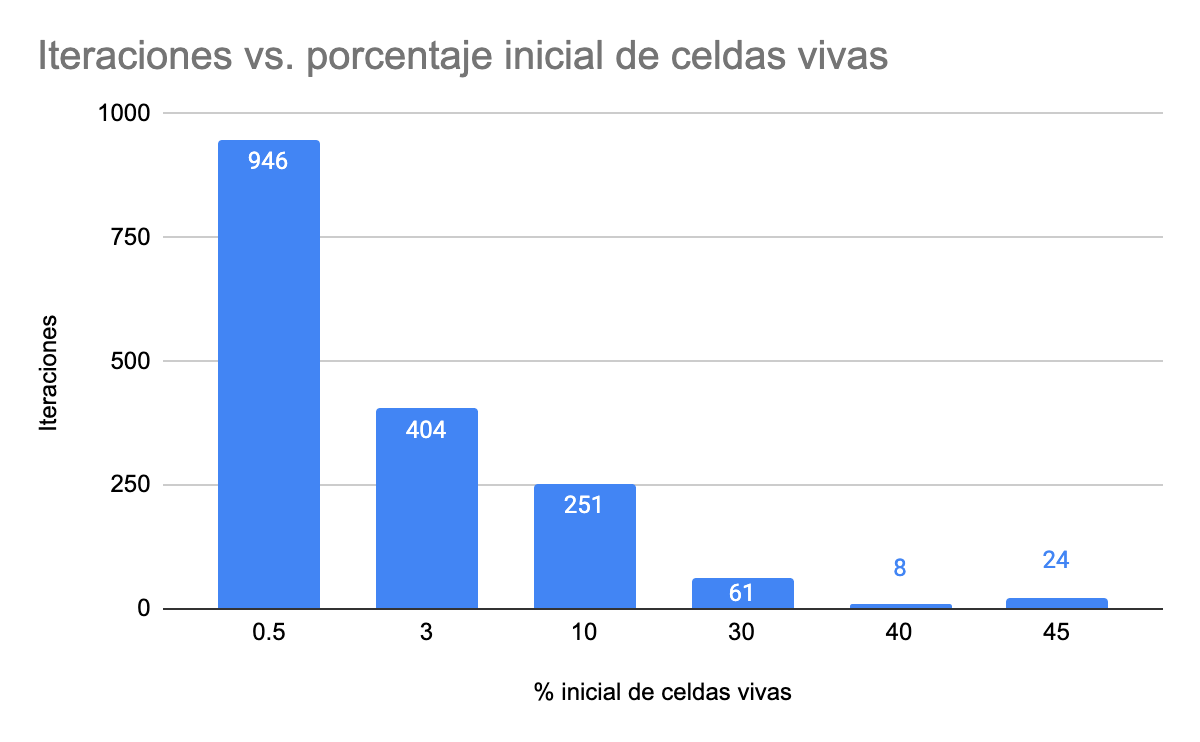 Iteraciones vs. porcentaje inicial de celdas vivas
1000
750
500
250
0
Iteraciones
946
404
251
61
8
24
0.5 3 10 30 40 45
% inicial de celdas vivas